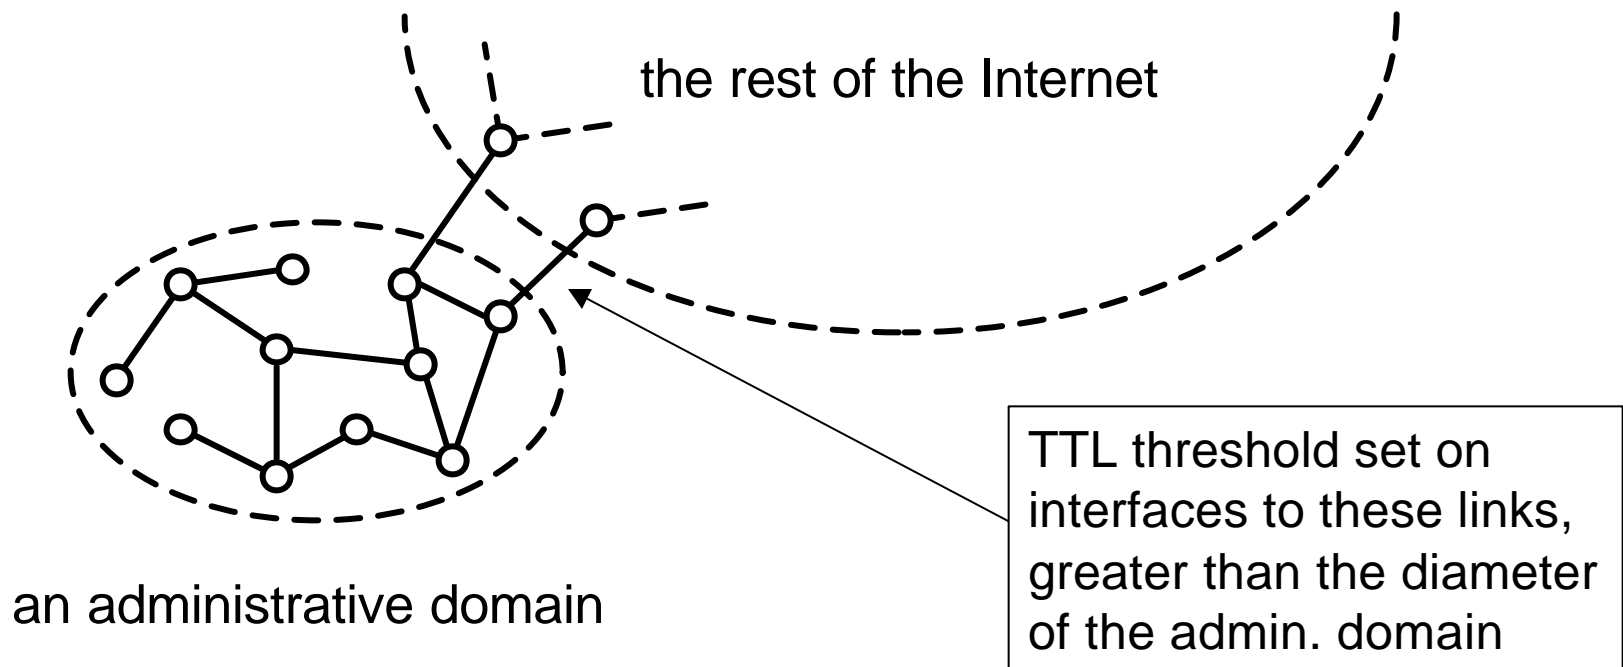 the rest of the Internet
an administrative domain
TTL threshold set on
interfaces to these links,
greater than the diameter
of the admin. domain